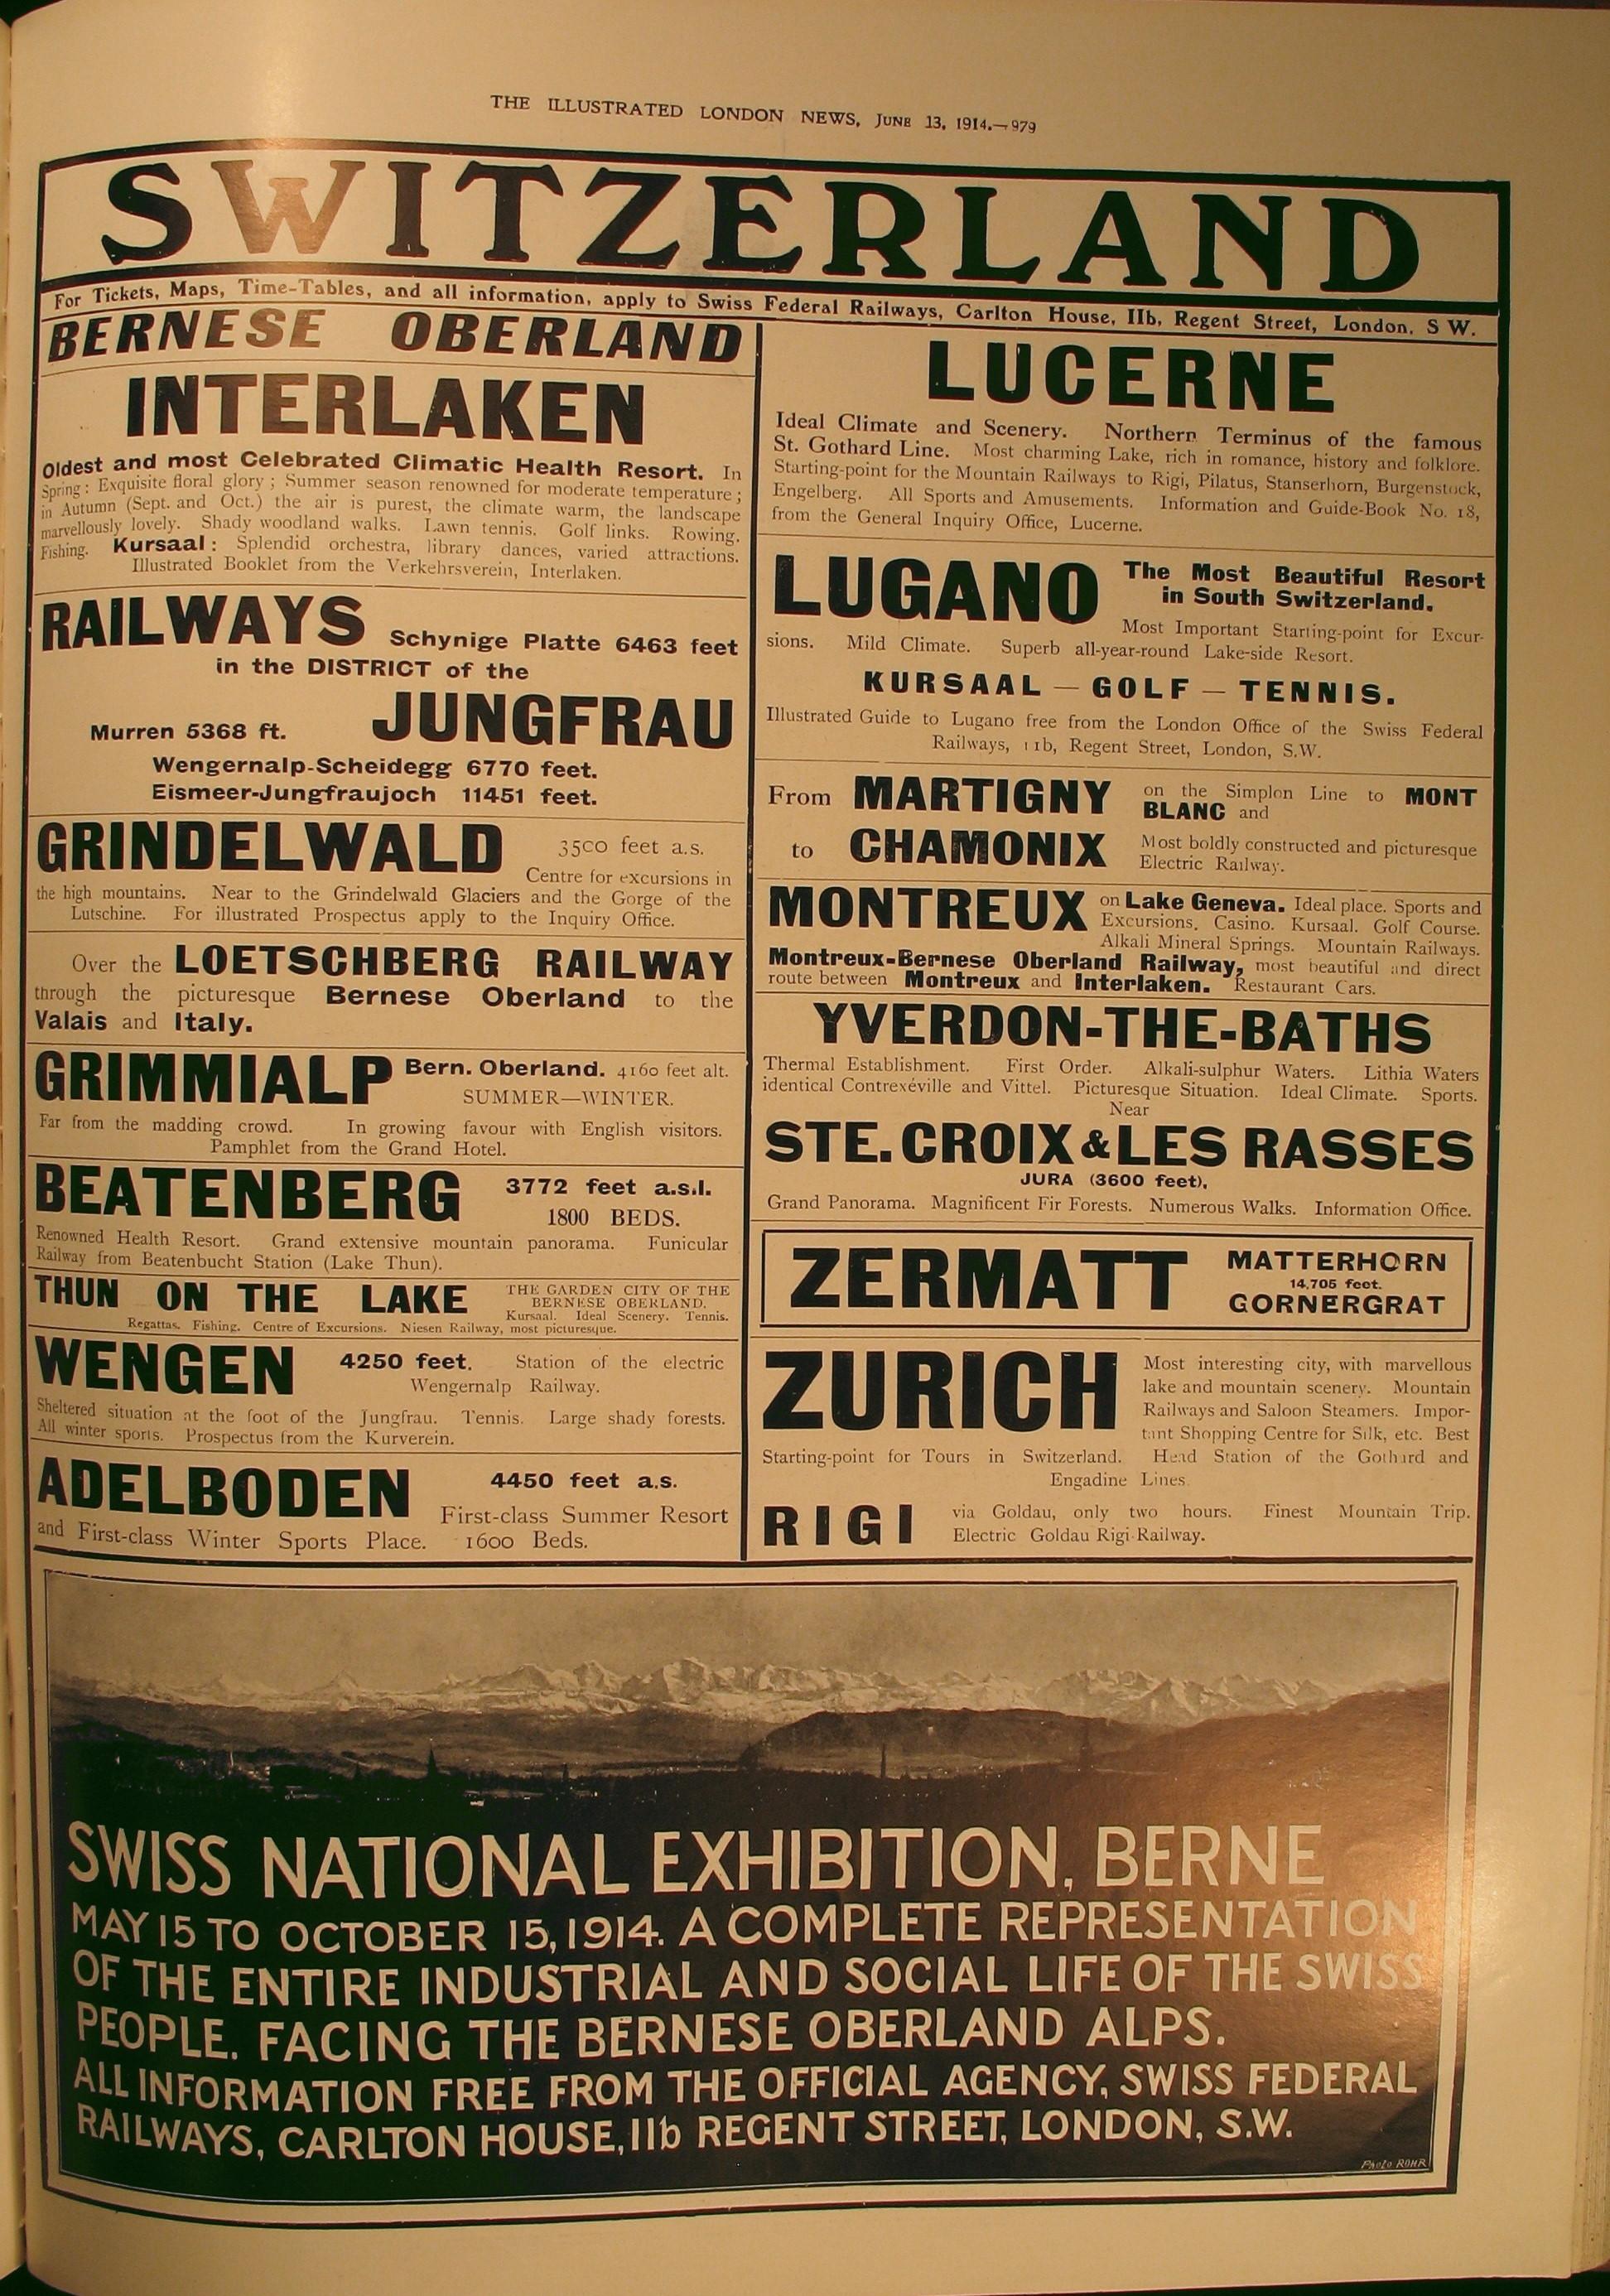 THE ILLUSTRATED LONDON NEWS, JUNE 13, 1914.—979
SWITZERLAND
For Tickets, Maps, Time-Tables, and all information, apply to Swiss Federal Railways, Carlton House, 11b, Regent Street, London, S W.
BERNESE OBERLAND
INTERLAKEN
Oldest and most Celebrated Climatic Health Resort. In
Spring: Exquisite floral glory; Summer season renowned for moderate temperature;
in Autumn (Sept. and Oct.) the air is purest, the climate warm, the landscape
marvellously lovely. Shady woodland walks. Lawn tennis. Golf links. Rowing.
Fishing. Kursaal: Splendid orchestra, library dances, varied attractions.
Illustrated Booklet from the Verkehrsverein, Interlaken.
RAILWAYS Schynige Platte 6463 feet
in the DISTRICT of the
Murren 5368 ft. JUNGFRAU
Wengernalp-Scheidegg 6770 feet.
Eismeer-Jungfraujoch 11451 feet.
GRINDELWALD 3500 feet a.s.
Centre for excursions in
the high mountains. Near to the Grindelwald Glaciers and the Gorge of the
Lutschine. For illustrated Prospectus apply to the Inquiry Office.
Over the LOETSCHBERG RAILWAY
through the picturesque Bernese Oberland to the
Valais and Italy.
GRIMMIALP Bern. Oberland. 4160 feet alt.
SUMMER—WINTER.
Far from the madding crowd. In growing favour with English visitors.
Pamphlet from the Grand Hotel.
BEATENBERG 3772 feet a.s.l.
1800 BEDS.
Renowned Health Resort. Grand extensive mountain panorama. Funicular
Railway from Beatenbucht Station (Lake Thun).
THUN ON THE LAKE THE GARDEN CITY OF THE
BERNESE OBERLAND.
Kursaal. Ideal Scenery. Tennis.
Regattas. Fishing. Centre of Excursions. Niesen Railway, most picturesque.
WENGEN 4250 feet. Station of the electric
Wengernalp Railway.
Sheltered situation at the foot of the Jungfrau. Tennis. Large shady forests.
All winter sports. Prospectus from the Kurverein.
ADELBODEN 4450 feet a.s.
First-class Summer Resort
and First-class Winter Sports Place. 1600 Beds.
LUCERNE
Ideal Climate and Scenery. Northern Terminus of the famous
St. Gothard Line. Most charming Lake, rich in romance, history and folklore.
Starting-point for the Mountain Railways to Rigi, Pilatus, Stanserhorn, Burgenstock,
Engelberg. All Sports and Amusements. Information and Guide-Book No. 18,
from the General Inquiry Office, Lucerne.
LUGANO The Most Beautiful Resort
in South Switzerland.
Most Important Starting-point for Excur-
sions. Mild Climate. Superb all-year-round Lake-side Resort.
KURSAAL — GOLF — TENNIS.
Illustrated Guide to Lugano free from the London Office of the Swiss Federal
Railways, 11b, Regent Street, London, S.W.
From MARTIGNY on the Simplon Line to MONT
BLANC and
to CHAMONIX Most boldly constructed and picturesque
Electric Railway.
MONTREUX on Lake Geneva. Ideal place. Sports and
Excursions. Casino. Kursaal. Golf Course.
Alkali Mineral Springs. Mountain Railways.
Montreux-Bernese Oberland Railway, most beautiful and direct
route between Montreux and Interlaken. Restaurant Cars.
YVERDON-THE-BATHS
Thermal Establishment. First Order. Alkali-sulphur Waters. Lithia Waters
identical Contrexéville and Vittel. Picturesque Situation. Ideal Climate. Sports.
Near
STE. CROIX & LES RASSES
JURA (3600 feet),
Grand Panorama. Magnificent Fir Forests. Numerous Walks. Information Office.
ZERMATT MATTERHORN
14,705 feet.
GORNERGRAT
ZURICH Most interesting city, with marvellous
lake and mountain scenery. Mountain
Railways and Saloon Steamers. Impor-
tant Shopping Centre for Silk, etc. Best
Starting-point for Tours in Switzerland. Head Station of the Gothard and
Engadine Lines.
RIGI via Goldau, only two hours. Finest Mountain Trip.
Electric Goldau Rigi-Railway.
SWISS NATIONAL EXHIBITION, BERNE
MAY 15 TO OCTOBER 15, 1914. A COMPLETE REPRESENTATION
OF THE ENTIRE INDUSTRIAL AND SOCIAL LIFE OF THE SWISS
PEOPLE. FACING THE BERNESE OBERLAND ALPS.
ALL INFORMATION FREE FROM THE OFFICIAL AGENCY, SWISS FEDERAL
RAILWAYS, CARLTON HOUSE, 11b REGENT STREET, LONDON, S.W.
Photo ROHR